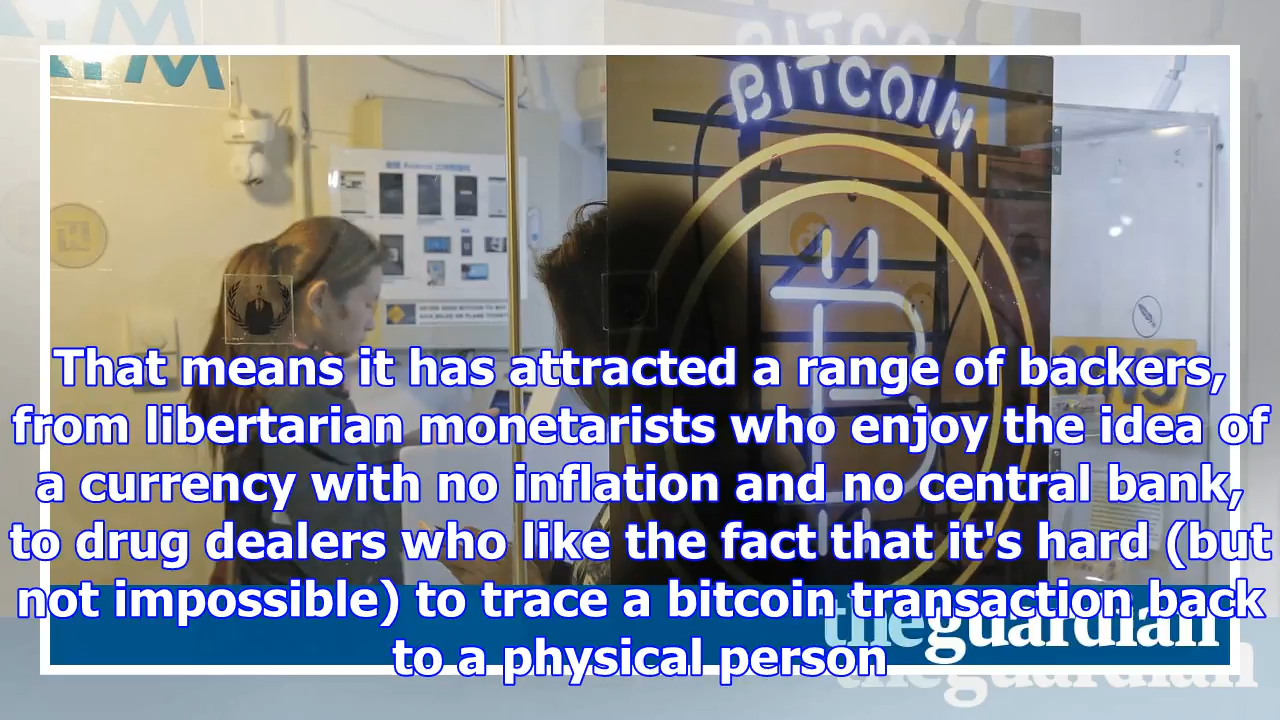 BITCOIN
That means it has attracted a range of backers,
from libertarian monetarists who enjoy the idea of
a currency with no inflation and no central bank,
to drug dealers who like the fact that it's hard (but
not impossible) to trace a bitcoin transaction back
to a physical person
theguardian
theguardian